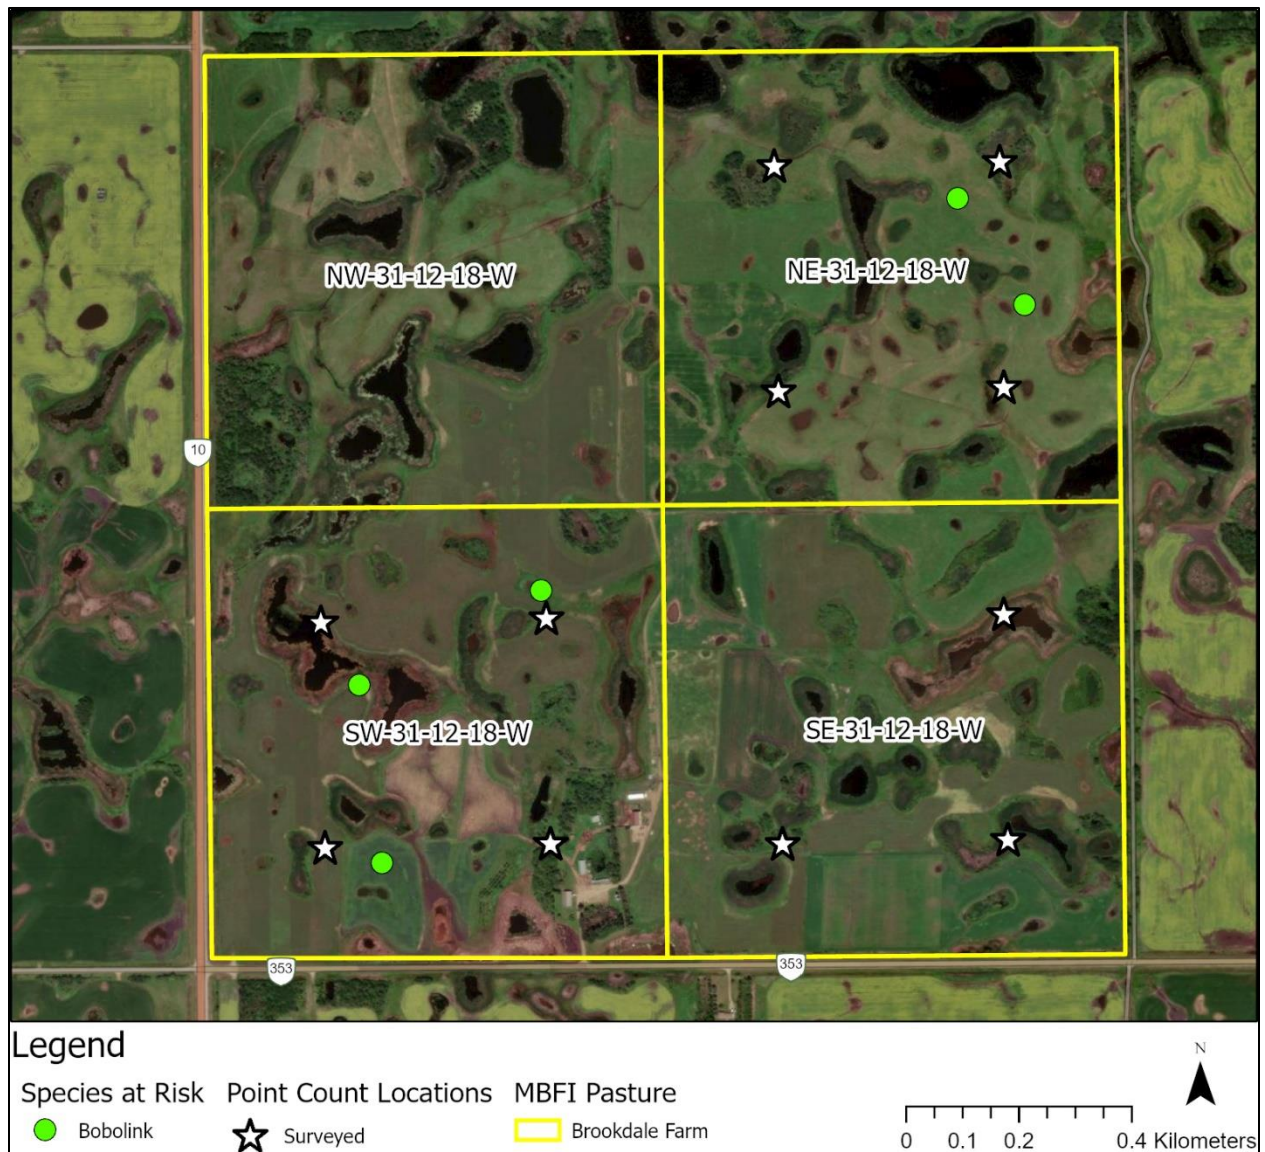 NW-31-12-18-W
NE-31-12-18-W
10
SW-31-12-18-W
SE-31-12-18-W
353
353
Legend
N
Species at Risk
Point Count Locations
MBFI Pasture
Bobolink
Surveyed
Brookdale Farm
0 0.1 0.2 0.4 Kilometers